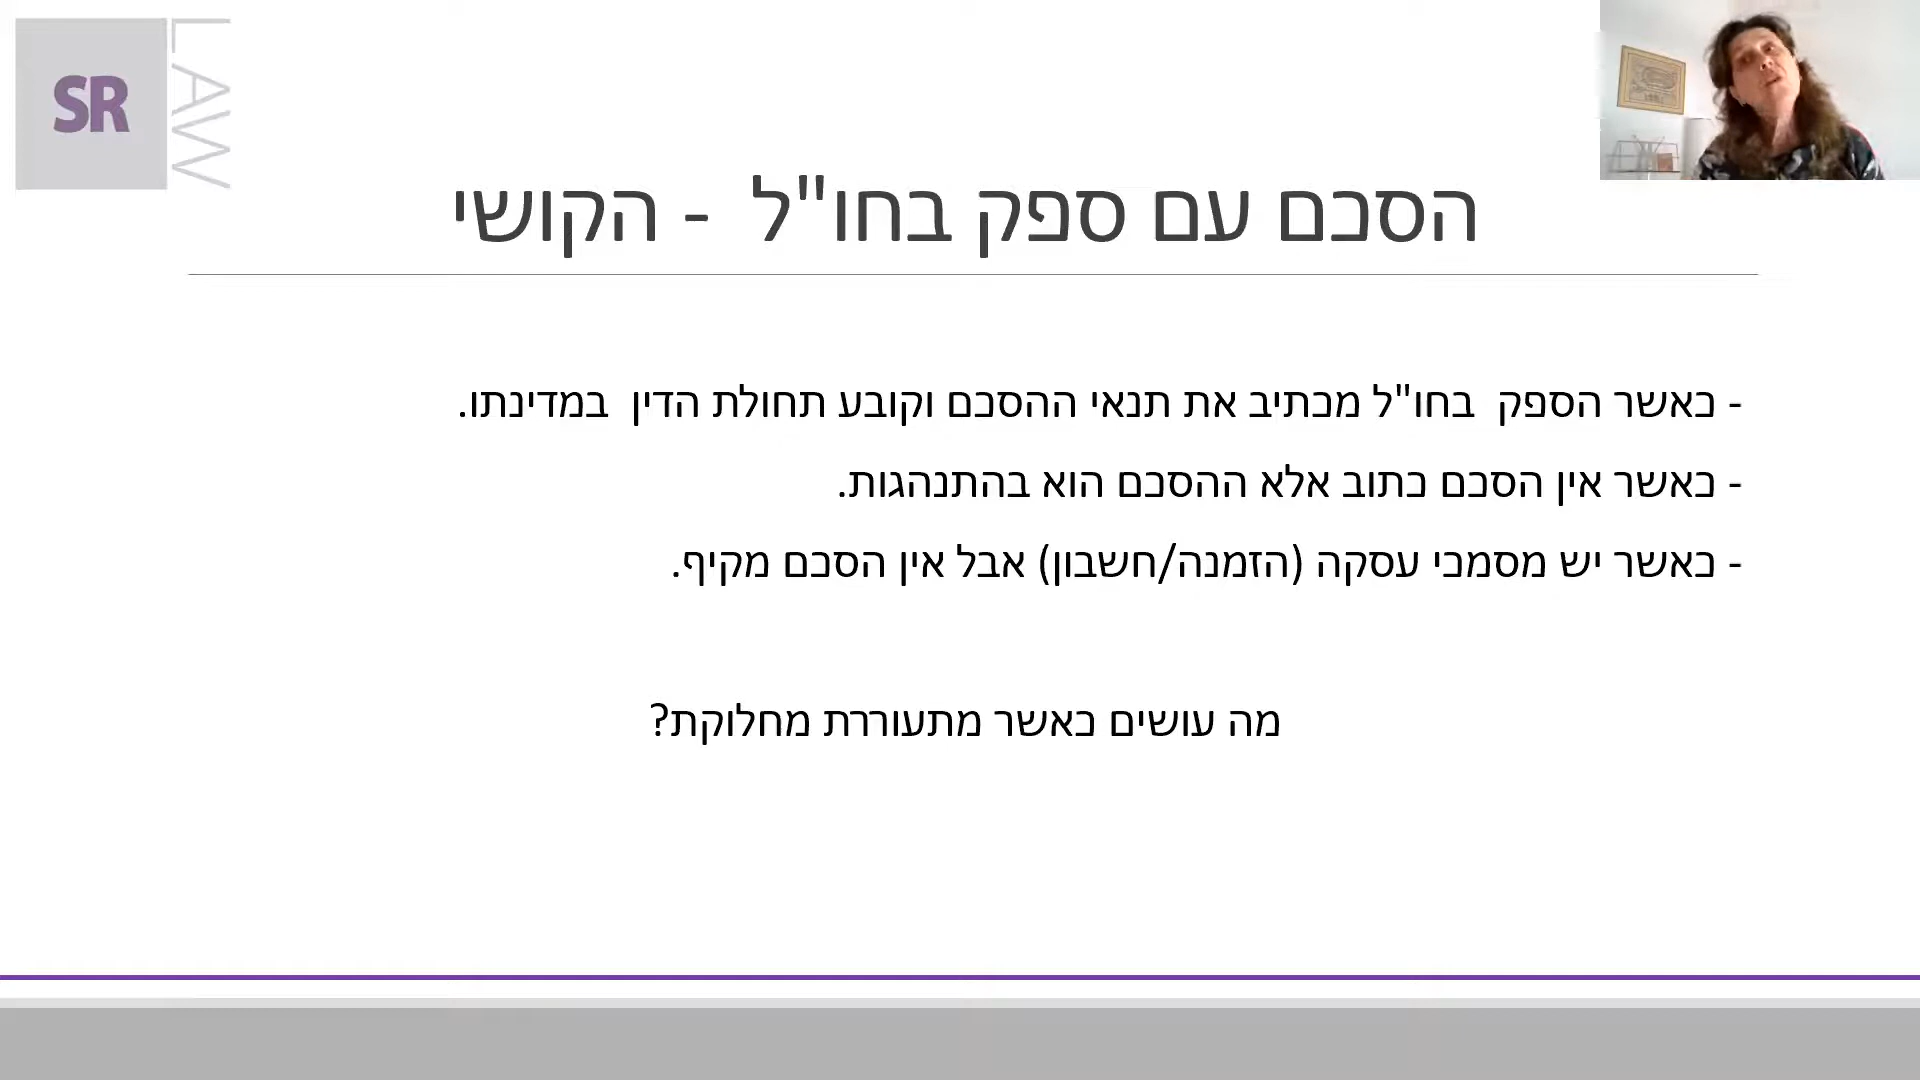 SR
LAW
הסכם עם ספק בחו"ל - הקושי
- כאשר הספק בחו"ל מכתיב את תנאי ההסכם וקובע תחולת הדין במדינתו.
- כאשר אין הסכם כתוב אלא ההסכם הוא בהתנהגות.
- כאשר יש מסמכי עסקה (הזמנה/חשבון) אבל אין הסכם מקיף.
מה עושים כאשר מתעוררת מחלוקת?